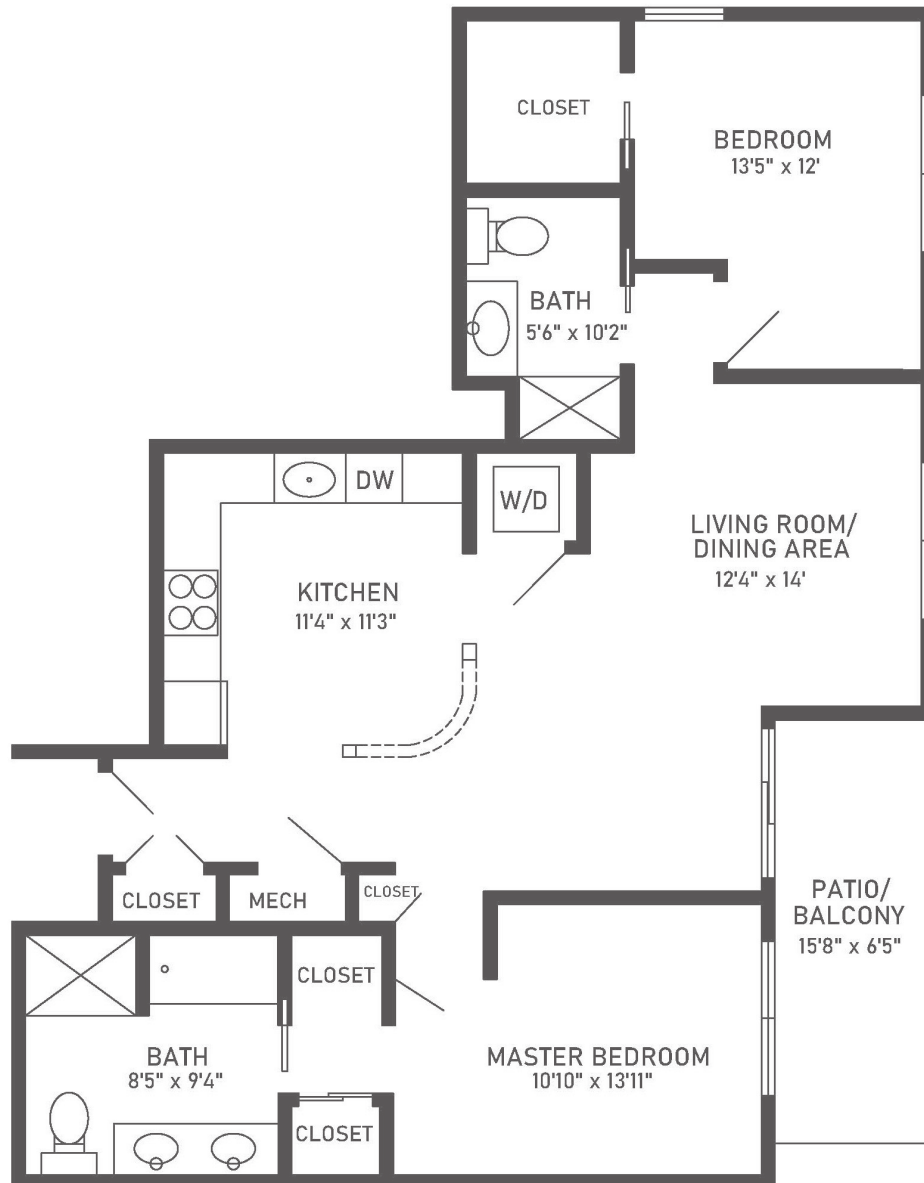 CLOSET
BEDROOM
13'5" x 12'
BATH
5'6" x 10'2"
DW
W/D
LIVING ROOM/
DINING AREA
12'4" x 14'
KITCHEN
11'4" x 11'3"
CLOSET
MECH
CLOSET
PATIO/
BALCONY
15'8" x 6'5"
CLOSET
BATH
8'5" x 9'4"
MASTER BEDROOM
10'10" x 13'11"
CLOSET